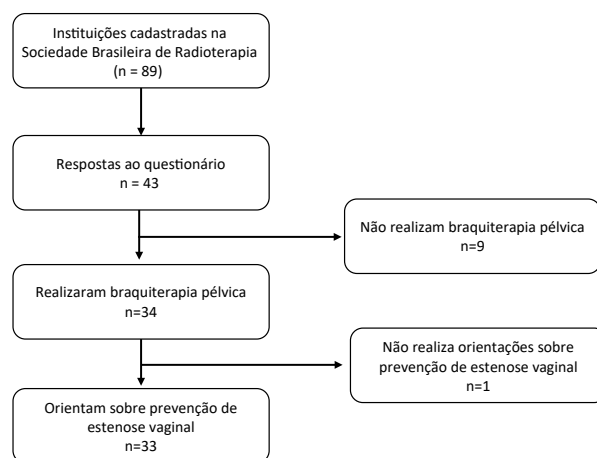 Instituições cadastradas na
Sociedade Brasileira de Radioterapia
(n = 89)
Respostas ao questionário
n = 43
Não realizam braquiterapia pélvica
n=9
Realizaram braquiterapia pélvica
n=34
Não realiza orientações sobre
prevenção de estenose vaginal
n=1
Orientam sobre prevenção de
estenose vaginal
n=33